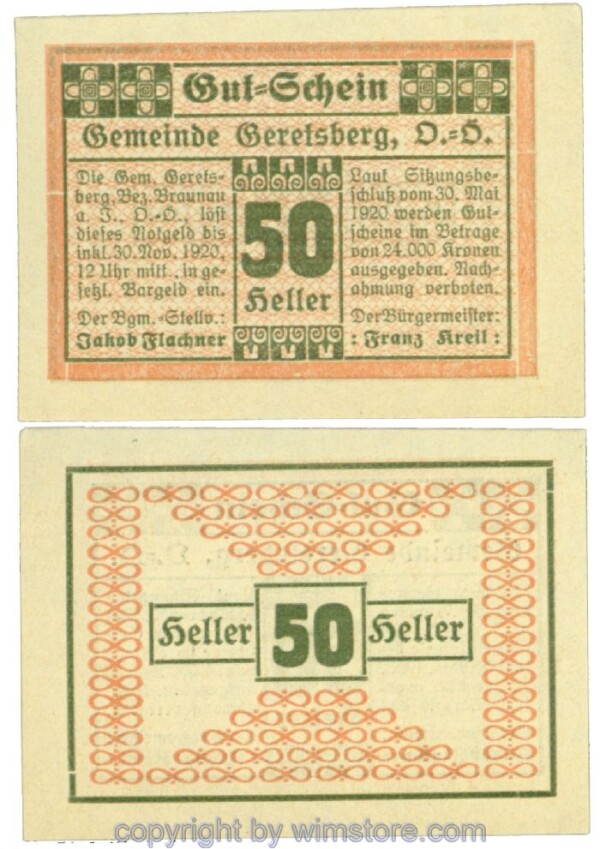 Gut=Schein
Gemeinde Geretsberg, O.=Ö.
Die Gem. Gerets-
berg, Bez. Braunau
a. I., O.-Ö., löst
dieses Notgeld bis
inkl. 30. Nov. 1920,
12 Uhr mitt., in ge-
setzl. Bargeld ein.
Der Bgm.-Stellv.:
Jakob Flachner
50
Heller
Laut Sitzungsbe-
schluß vom 30. Mai
1920 werden Gut-
scheine im Betrage
von 24.000 Kronen
ausgegeben. Nach-
ahmung verboten.
Der Bürgermeister:
: Franz Kreil :
Heller 50 Heller
copyright by wimstore.com